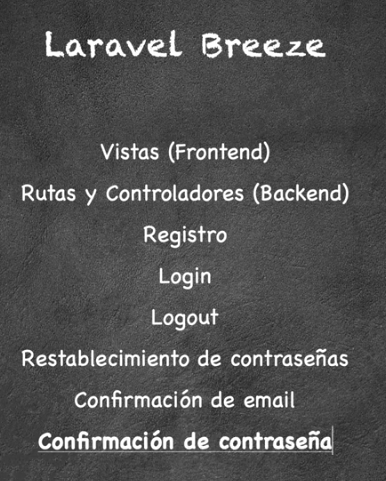 Laravel Breeze
Vistas (Frontend)
Rutas y Controladores (Backend)
Registro
Login
Logout
Restablecimiento de contraseñas
Confirmación de email
Confirmación de contraseña